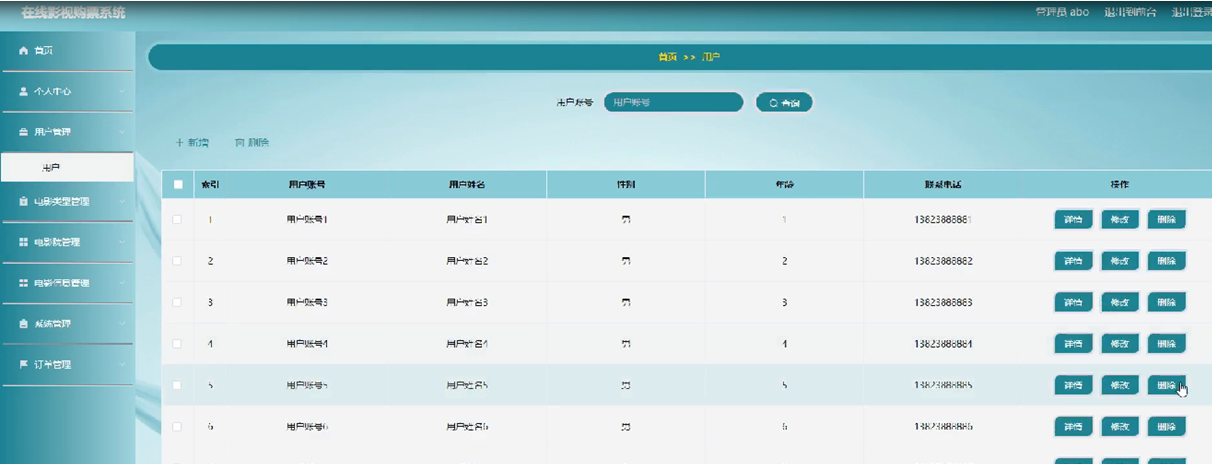 在线影视购票系统
管理员 abo 退出到前台 退出登录
首页
个人中心
用户管理
用户
电影类型管理
电影院管理
电影信息管理
系统管理
订单管理
首页 >> 用户
用户账号 用户账号 查询
新增 删除
索引 用户账号 用户姓名 性别 年龄 联系电话 操作
1 用户账号1 用户姓名1 男 1 13823888881 详情 修改 删除
2 用户账号2 用户姓名2 男 2 13823888882 详情 修改 删除
3 用户账号3 用户姓名3 男 3 13823888883 详情 修改 删除
4 用户账号4 用户姓名4 男 4 13823888884 详情 修改 删除
5 用户账号5 用户姓名5 男 5 13823888885 详情 修改 删除
6 用户账号6 用户姓名6 男 6 13823888886 详情 修改 删除